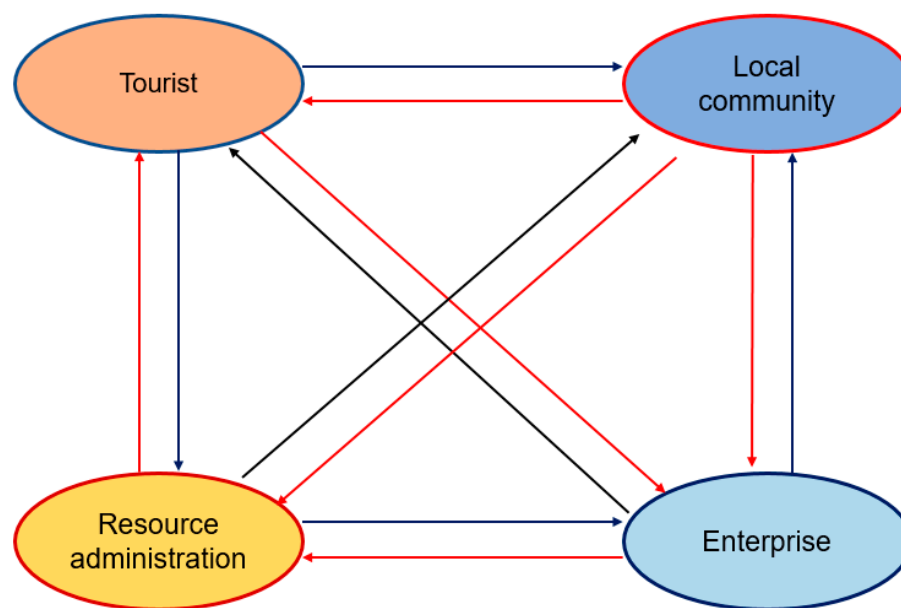 Tourist
Local
community
Resource
administration
Enterprise